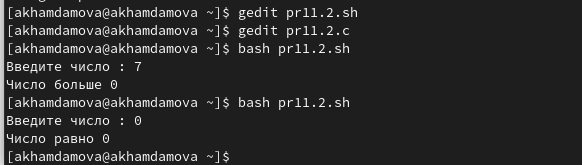 [akhamdamova@akhamdamova ~]$ gedit pr11.2.sh
[akhamdamova@akhamdamova ~]$ gedit pr11.2.c
[akhamdamova@akhamdamova ~]$ bash pr11.2.sh
Введите число : 7
Число больше 0
[akhamdamova@akhamdamova ~]$ bash pr11.2.sh
Введите число : 0
Число равно 0
[akhamdamova@akhamdamova ~]$